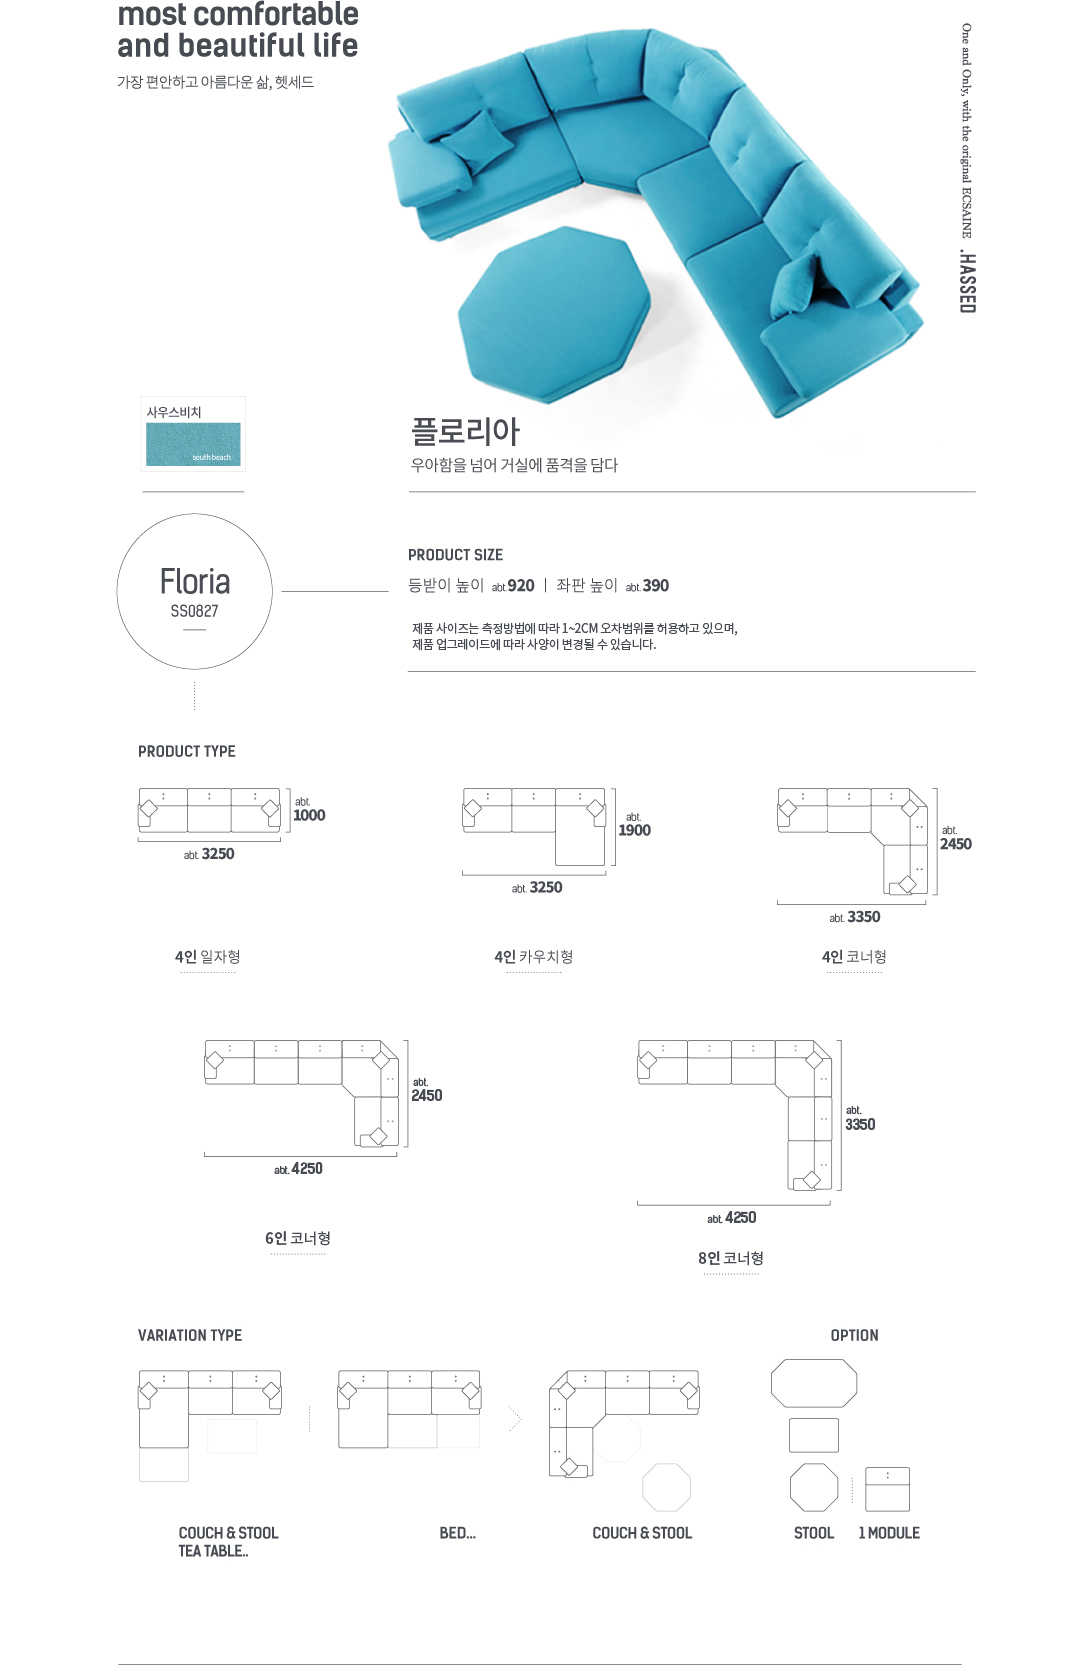 most comfortable
and beautiful life
가장 편안하고 아름다운 삶, 헷세드
One and Only, with the original ECSAINE .HASSED
사우스비치
south beach
플로리아
우아함을 넘어 거실에 품격을 담다
Floria
SS0827
PRODUCT SIZE
등받이 높이 abt.920 | 좌판 높이 abt.390
제품 사이즈는 측정방법에 따라 1~2CM 오차범위를 허용하고 있으며,
제품 업그레이드에 따라 사양이 변경될 수 있습니다.
PRODUCT TYPE
abt.
1000
abt. 3250
4인 일자형
abt.
1900
abt. 3250
4인 카우치형
abt.
2450
abt. 3350
4인 코너형
abt.
2450
abt. 4250
6인 코너형
abt.
3350
abt. 4250
8인 코너형
VARIATION TYPE
OPTION
COUCH & STOOL
TEA TABLE..
BED...
COUCH & STOOL
STOOL
1 MODULE